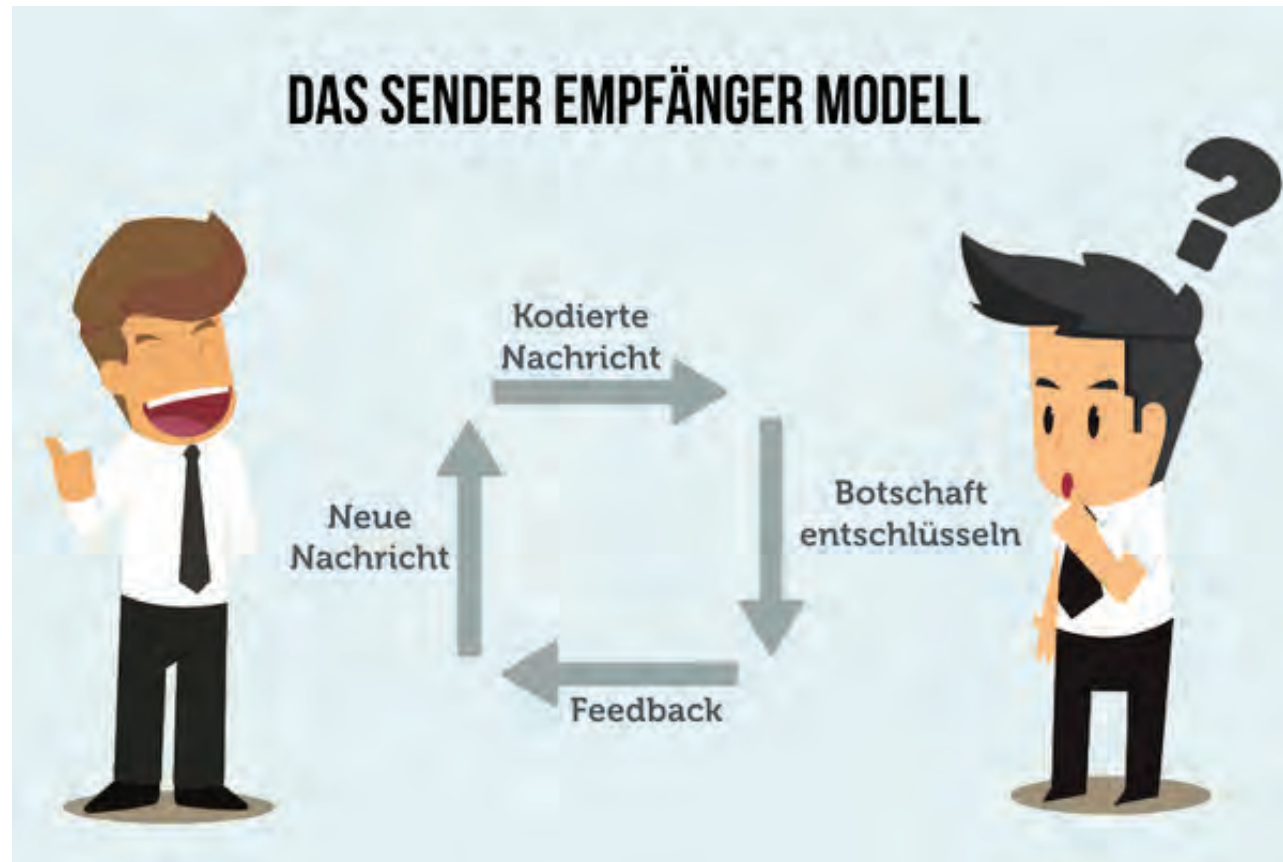 DAS SENDER EMPFÄNGER MODELL
Kodierte
Nachricht
Botschaft
entschlüsseln
Feedback
Neue
Nachricht